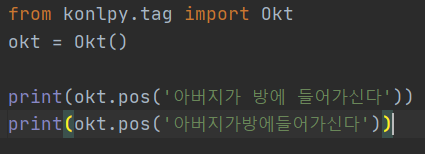 from konlpy.tag import Okt
okt = Okt()
print(okt.pos('아버지가 방에 들어가신다'))
print(okt.pos('아버지가방에들어가신다'))